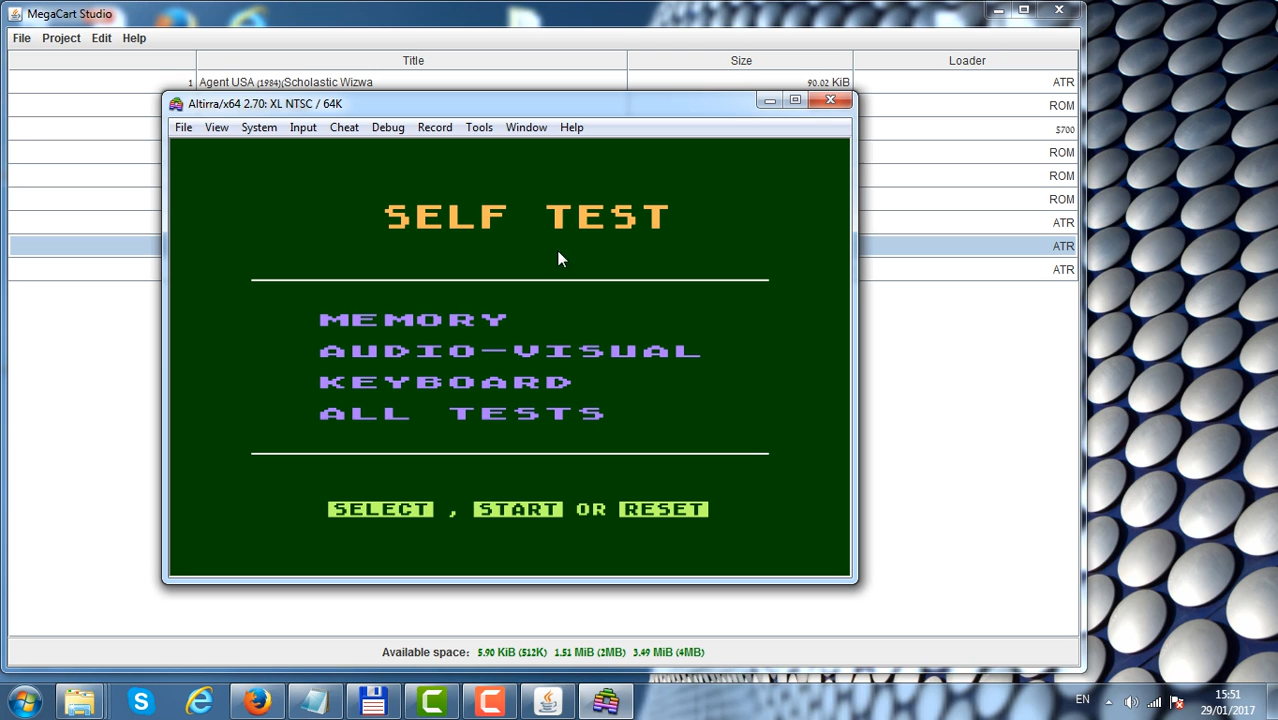 MegaCart Studio
File Project Edit Help
Title Size Loader
1 Agent USA (1984)(Scholastic Wizwa 90.02 KiB ATR
ROM
$700
ROM
ROM
ROM
ATR
ATR
ATR
Altirra/x64 2.70: XL NTSC / 64K
File View System Input Cheat Debug Record Tools Window Help
SELF TEST
MEMORY
AUDIO-VISUAL
KEYBOARD
ALL TESTS
SELECT , START OR RESET
Available space: 5.90 KiB (512K) 1.51 MiB (2MB) 3.49 MiB (4MB)
EN
15:51
29/01/2017